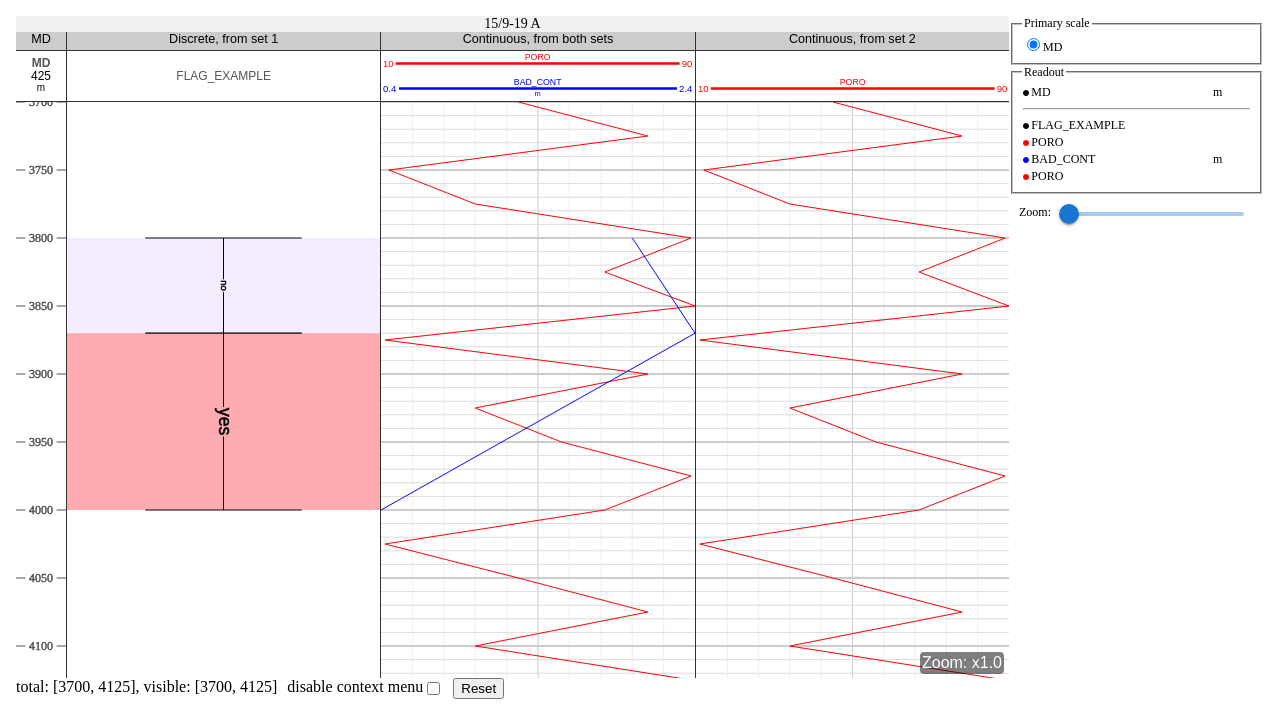 15/9-19 A
MD
Discrete, from set 1
Continuous, from both sets
Continuous, from set 2
MD
425
m
FLAG_EXAMPLE
PORO
10 90
BAD_CONT
0.4 2.4
m
PORO
10 90
3700
3750
3800
3850
3900
3950
4000
4050
4100
no
yes
Zoom: x1.0
total: [3700, 4125], visible: [3700, 4125] disable context menu Reset
Primary scale
MD
Readout
MD m
FLAG_EXAMPLE
PORO
BAD_CONT m
PORO
Zoom: